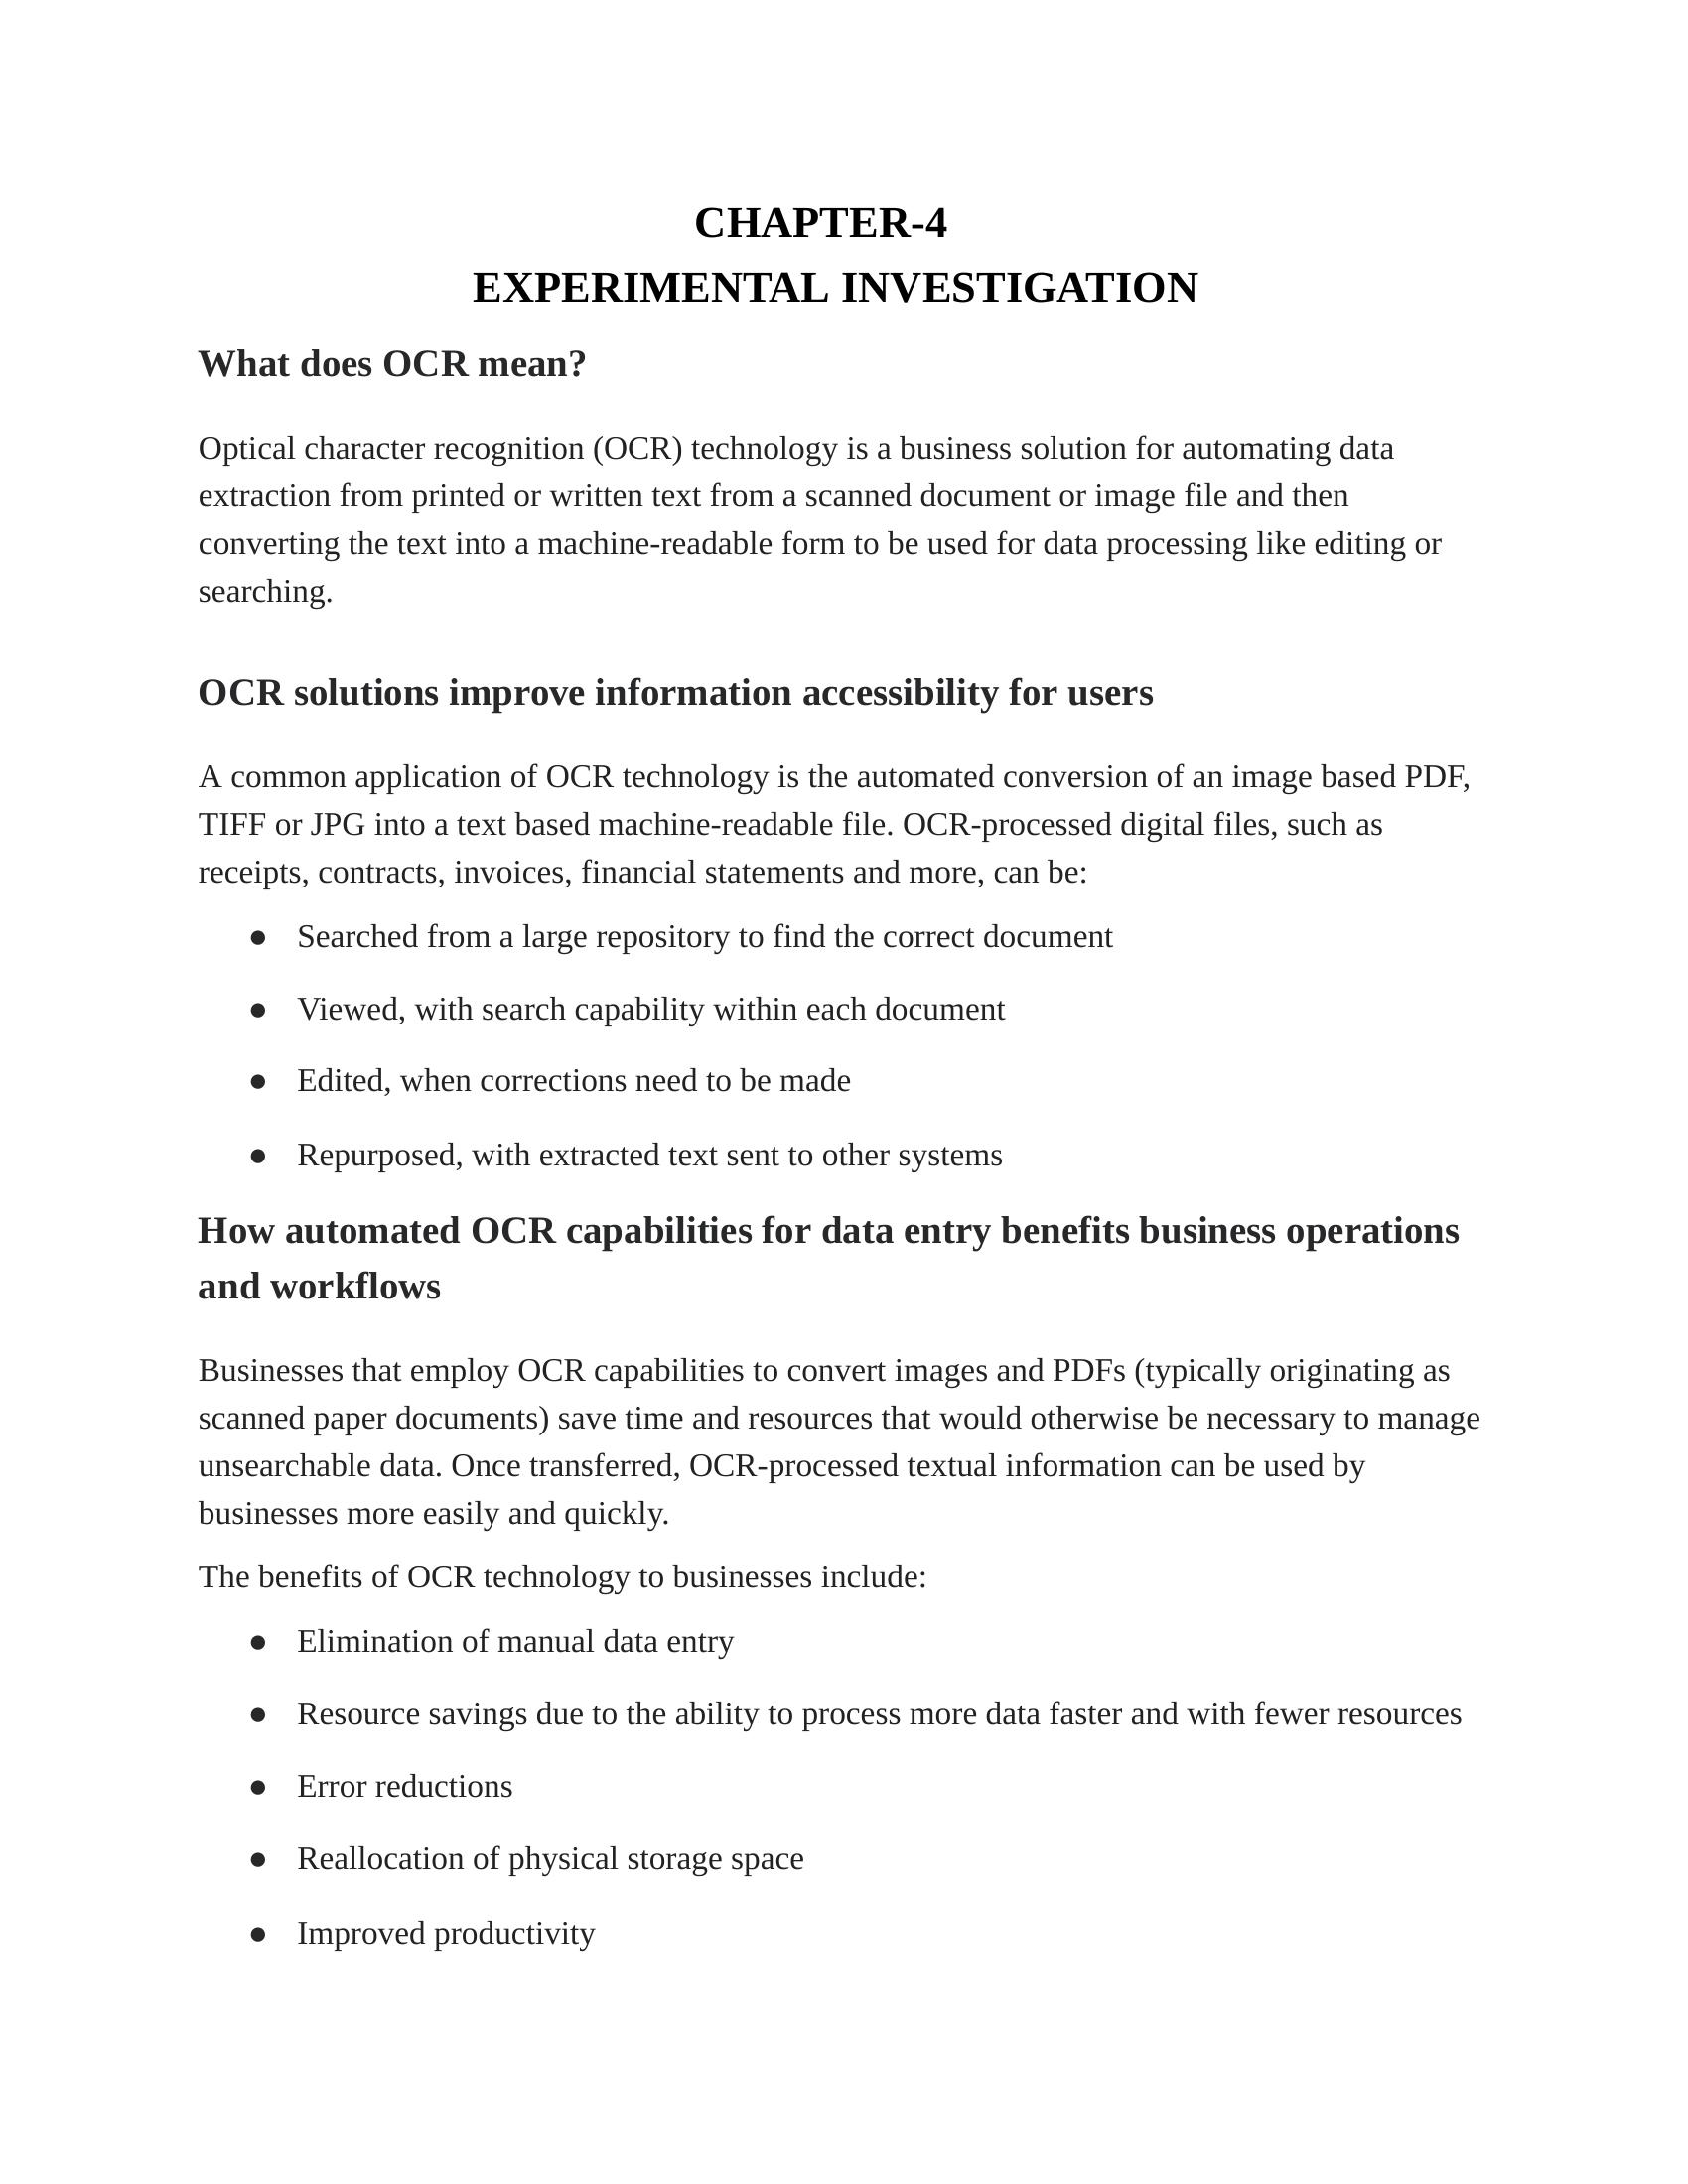 CHAPTER-4
EXPERIMENTAL INVESTIGATION
What does OCR mean?
Optical character recognition (OCR) technology is a business solution for automating data
extraction from printed or written text from a scanned document or image file and then
converting the text into a machine-readable form to be used for data processing like editing or
searching.
OCR solutions improve information accessibility for users
A common application of OCR technology is the automated conversion of an image based PDF,
TIFF or JPG into a text based machine-readable file. OCR-processed digital files, such as
receipts, contracts, invoices, financial statements and more, can be:
● Searched from a large repository to find the correct document
● Viewed, with search capability within each document
● Edited, when corrections need to be made
● Repurposed, with extracted text sent to other systems
How automated OCR capabilities for data entry benefits business operations
and workflows
Businesses that employ OCR capabilities to convert images and PDFs (typically originating as
scanned paper documents) save time and resources that would otherwise be necessary to manage
unsearchable data. Once transferred, OCR-processed textual information can be used by
businesses more easily and quickly.
The benefits of OCR technology to businesses include:
● Elimination of manual data entry
● Resource savings due to the ability to process more data faster and with fewer resources
● Error reductions
● Reallocation of physical storage space
● Improved productivity